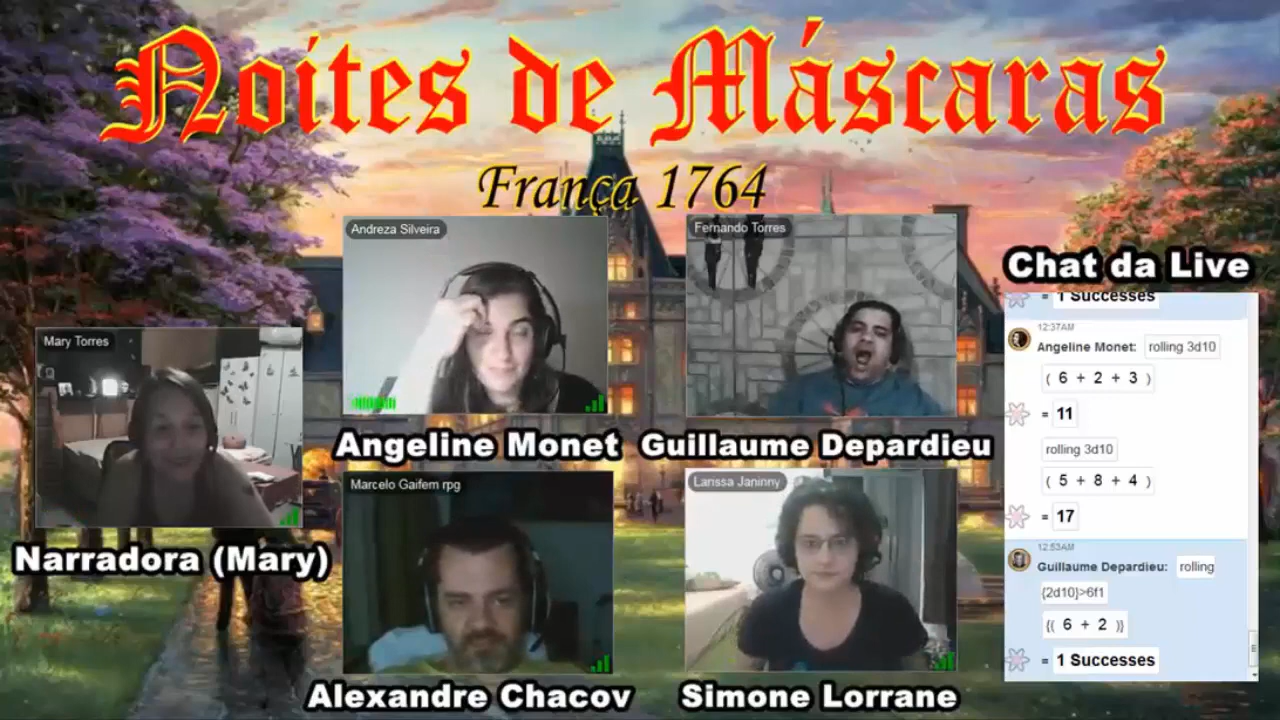 Noites de Máscaras
França 1764
Andreza Silveira
Fernando Torres
Chat da Live
Mary Torres
Angeline Monet
Guillaume Depardieu
Marcelo Gaifem rpg
Larissa Janinny
Narradora (Mary)
Alexandre Chacov
Simone Lorrane
= 1 Successes
12:37AM
Angeline Monet: rolling 3d10
( 6 + 2 + 3 )
= 11
rolling 3d10
( 5 + 8 + 4 )
= 17
12:53AM
Guillaume Depardieu: rolling
{2d10}>6f1
{( 6 + 2 )}
= 1 Successes